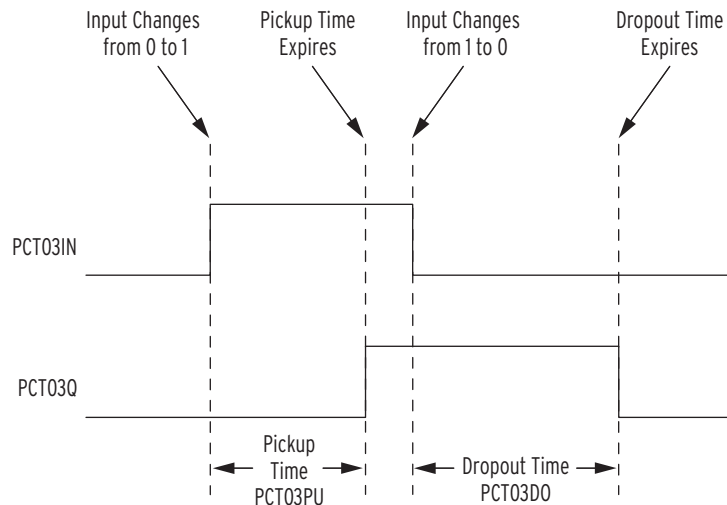 Input Changes
from 0 to 1
Pickup Time
Expires
Input Changes
from 1 to 0
Dropout Time
Expires
PCT03IN
PCT03Q
Pickup
Time
PCT03PU
Dropout Time
PCT03DO